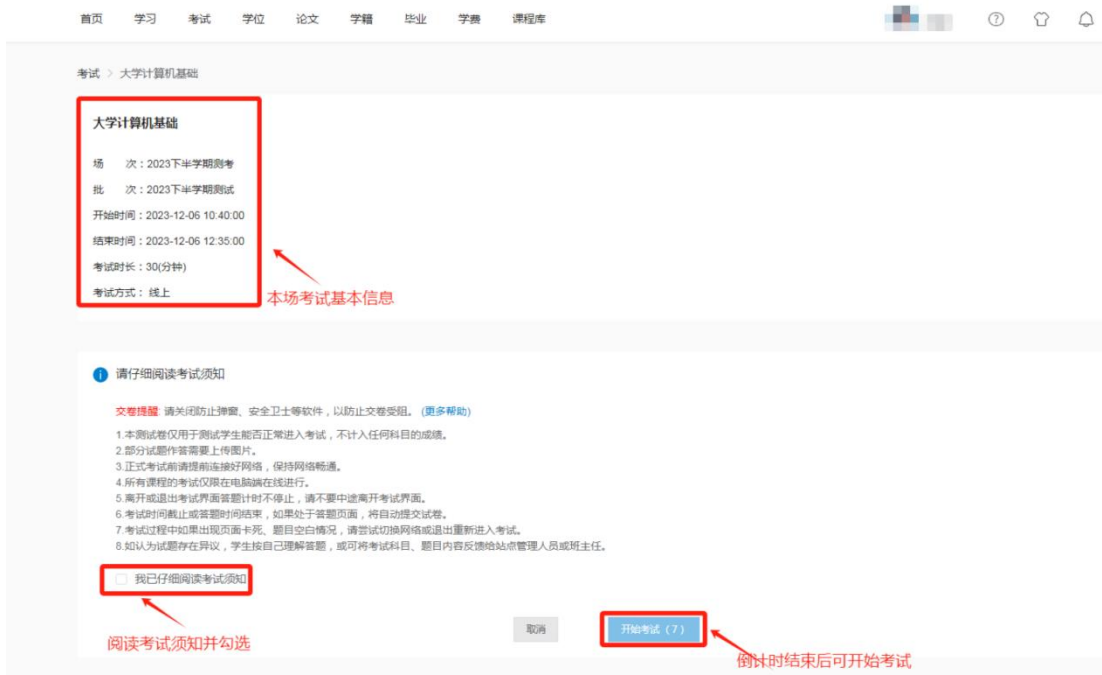 首页 学习 考试 学位 论文 学籍 毕业 学费 课程库
考试 > 大学计算机基础
大学计算机基础
场 次：2023下半学期测考
批 次：2023下半学期测试
开始时间：2023-12-06 10:40:00
结束时间：2023-12-06 12:35:00
考试时长：30(分钟)
考试方式： 线上
本场考试基本信息
请仔细阅读考试须知
交卷提醒: 请关闭防止弹窗、安全卫士等软件，以防止交卷受阻。 (更多帮助)
1.本测试卷仅用于测试学生能否正常进入考试，不计入任何科目的成绩。
2.部分试题作答需要上传图片。
3.正式考试前请提前连接好网络，保持网络畅通。
4.所有课程的考试仅限在电脑端在线进行。
5.离开或退出考试界面答题计时不停止，请不要中途离开考试界面。
6.考试时间截止或答题时间结束，如果处于答题页面，将自动提交试卷。
7.考试过程中如果出现页面卡死、题目空白情况，请尝试切换网络或退出重新进入考试。
8.如认为试题存在异议，学生按自己理解答题，或可将考试科目、题目内容反馈给站点管理人员或班主任。
我已仔细阅读考试须知
取消 开始考试（7）
阅读考试须知并勾选
倒计时结束后可开始考试